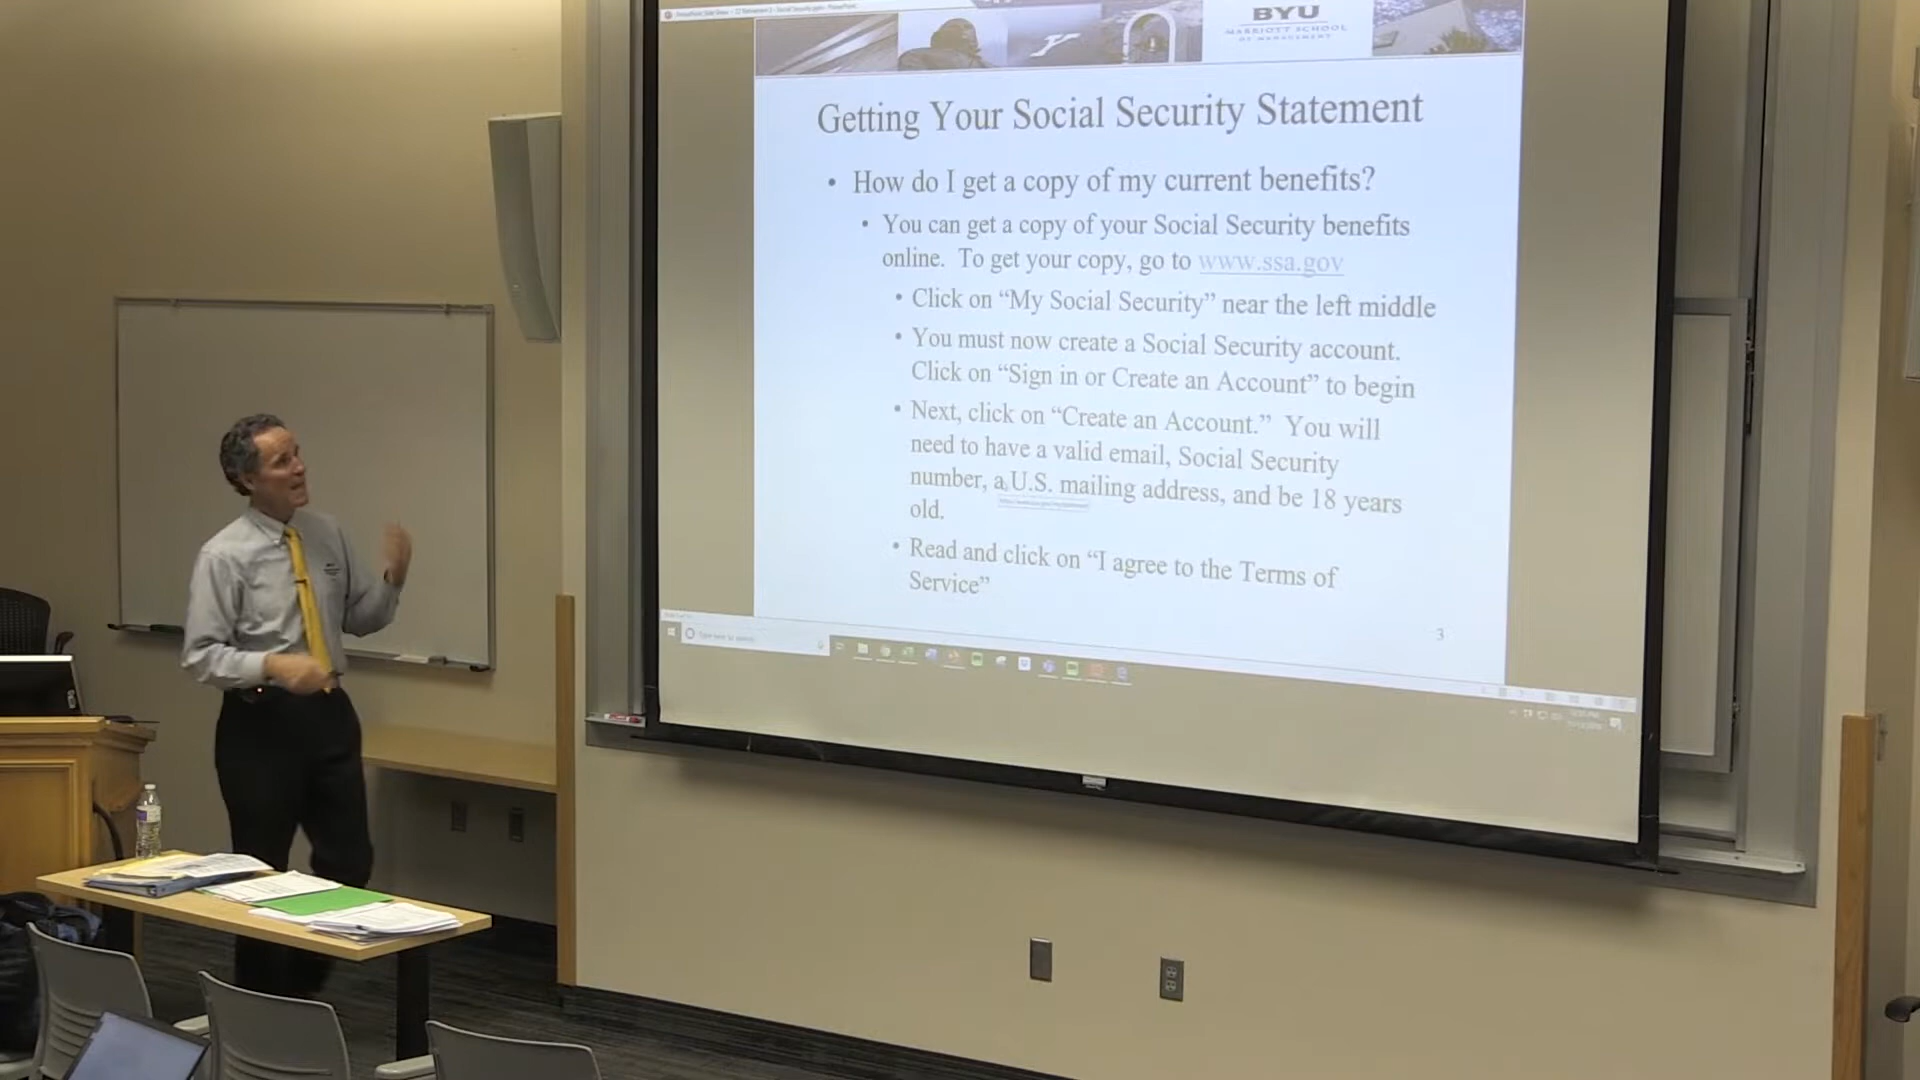 BYU
MARRIOTT SCHOOL
OF MANAGEMENT
Getting Your Social Security Statement
• How do I get a copy of my current benefits?
• You can get a copy of your Social Security benefits
online. To get your copy, go to www.ssa.gov
• Click on “My Social Security” near the left middle
• You must now create a Social Security account.
Click on “Sign in or Create an Account” to begin
• Next, click on “Create an Account.” You will
need to have a valid email, Social Security
number, a U.S. mailing address, and be 18 years
old.
• Read and click on “I agree to the Terms of
Service”
3